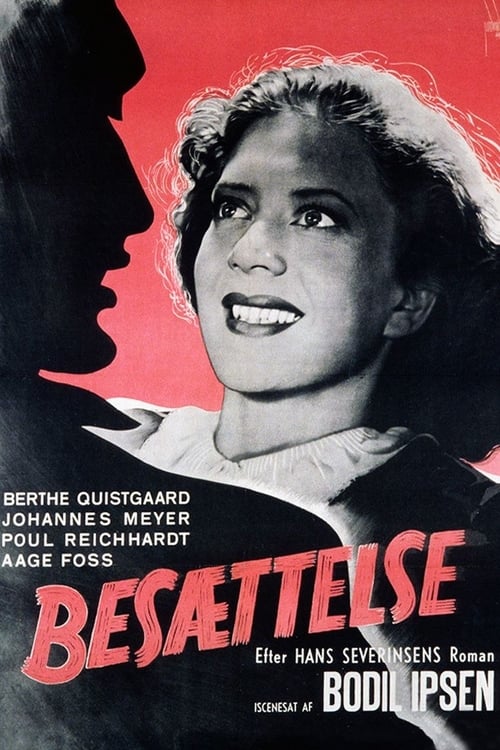 BERTHE QUISTGAARD
JOHANNES MEYER
POUL REICHHARDT
AAGE FOSS
BESÆTTELSE
Efter HANS SEVERINSENS Roman
ISCENESAT AF BODIL IPSEN